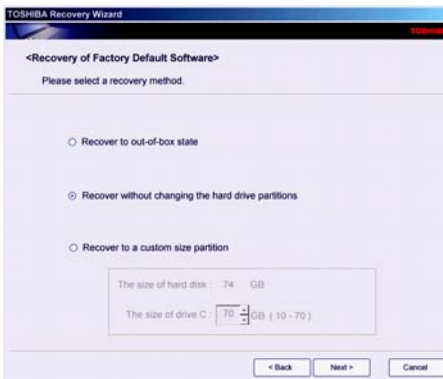 TOSHIBA Recovery Wizard
TOSHIBA
<Recovery of Factory Default Software>
Please select a recovery method.
Recover to out-of-box state
Recover without changing the hard drive partitions
Recover to a custom size partition
The size of hard disk : 74 GB
The size of drive C : 70 GB ( 10 - 70 )
< Back Next > Cancel